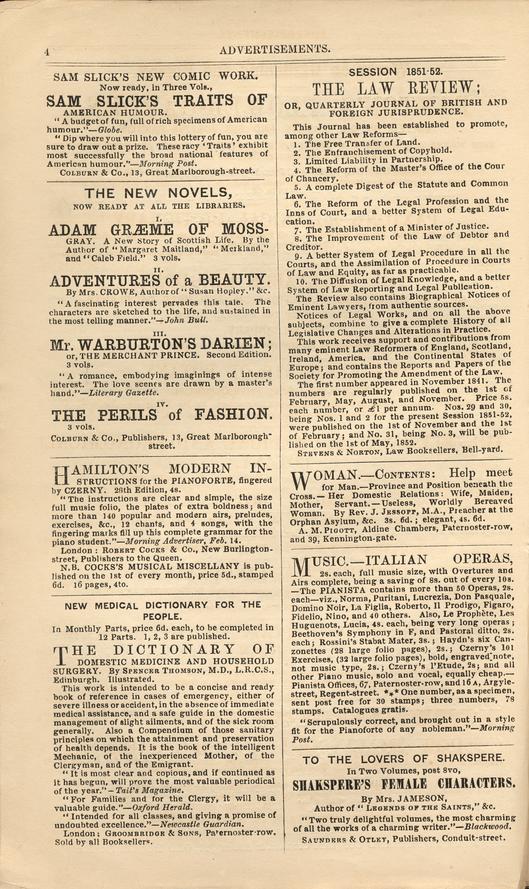 4
ADVERTISEMENTS.
SAM SLICK'S NEW COMIC WORK.
Now ready, in Three Vols.,
SAM SLICK'S TRAITS OF
AMERICAN HUMOUR.
"A budget of fun, full of rich specimens of American
humour."—Globe.
"Dip where you will into this lottery of fun, you are
sure to draw out a prize. These racy 'Traits' exhibit
most successfully the broad national features of
American humour."—Morning Post.
COLBURN & Co., 13, Great Marlborough-street.
THE NEW NOVELS,
NOW READY AT ALL THE LIBRARIES.
I.
ADAM GRÆME OF MOSS-
GRAY. A New Story of Scottish Life. By the
Author of "Margaret Maitland," "Merkland,"
and "Caleb Field." 3 vols.
II.
ADVENTURES of a BEAUTY.
By Mrs. CROWE, Author of "Susan Hopley." &c.
"A fascinating interest pervades this tale. The
characters are sketched to the life, and sustained in
the most telling manner."—John Bull.
III.
Mr. WARBURTON'S DARIEN;
or, THE MERCHANT PRINCE. Second Edition.
3 vols.
"A romance, embodying imaginings of intense
interest. The love scenes are drawn by a master's
hand."—Literary Gazette.
IV.
THE PERILS of FASHION.
3 vols.
COLBURN & Co., Publishers, 13, Great Marlborough-
street.
HAMILTON'S MODERN IN-
STRUCTIONS for the PIANOFORTE, fingered
by CZERNY. 28th Edition, 4s.
"The instructions are clear and simple, the size
full music folio, the plates of extra boldness; and
more than 140 popular and modern airs, preludes,
exercises, &c., 12 chants, and 4 songs, with the
fingering marks fill up this complete grammar for the
piano student."—Morning Advertiser, Feb. 14.
London: ROBERT COCKS & Co., New Burlington-
street, Publishers to the Queen.
N.B. COCKS'S MUSICAL MISCELLANY is pub-
lished on the 1st of every month, price 5d., stamped
6d. 16 pages, 4to.
NEW MEDICAL DICTIONARY FOR THE
PEOPLE.
In Monthly Parts, price 6d. each, to be completed in
12 Parts. 1, 2, 3 are published.
THE DICTIONARY OF
DOMESTIC MEDICINE AND HOUSEHOLD
SURGERY. By SPENCER THOMSON, M.D., L.R.C.S.,
Edinburgh. Illustrated.
This work is intended to be a concise and ready
book of reference in cases of emergency, either of
severe illness or accident, in the absence of immediate
medical assistance, and a safe guide in the domestic
management of slight ailments, and of the sick room
generally. Also a Compendium of those sanitary
principles on which the attainment and preservation
of health depends. It is the book of the intelligent
Mechanic, of the inexperienced Mother, of the
Clergyman, and of the Emigrant.
"It is most clear and copious, and if continued as
it has begun, will prove the most valuable periodical
of the year."—Tait's Magazine.
"For Families and for the Clergy, it will be a
valuable guide."—Oxford Herald.
"Intended for all classes, and giving a promise of
undoubted excellence."—Newcastle Guardian.
London: GROOMBRIDGE & SONS, Paternoster-row.
Sold by all Booksellers.
SESSION 1851-52.
THE LAW REVIEW;
OR, QUARTERLY JOURNAL OF BRITISH AND
FOREIGN JURISPRUDENCE.
This Journal has been established to promote,
among other Law Reforms—
1. The Free Transfer of Land.
2. The Enfranchisement of Copyhold.
3. Limited Liability in Partnership.
4. The Reform of the Master's Office of the Cour
of Chancery.
5. A complete Digest of the Statute and Common
Law.
6. The Reform of the Legal Profession and the
Inns of Court, and a better System of Legal Edu-
cation.
7. The Establishment of a Minister of Justice.
8. The Improvement of the Law of Debtor and
Creditor.
9. A better System of Legal Procedure in all the
Courts, and the Assimilation of Procedure in Courts
of Law and Equity, as far as practicable.
10. The Diffusion of Legal Knowledge, and a better
System of Law Reporting and Legal Publication.
The Review also contains Biographical Notices of
Eminent Lawyers, from authentic sources.
Notices of Legal Works, and on all the above
subjects, combine to give a complete History of all
Legislative Changes and Alterations in Practice.
This work receives support and contributions from
many eminent Law Reformers of England, Scotland,
Ireland, America, and the Continental States of
Europe; and contains the Reports and Papers of the
Society for Promoting the Amendment of the Law.
The first number appeared in November 1841. The
numbers are regularly published on the 1st of
February, May, August, and November. Price 5s.
each number, or £1 per annum. Nos. 29 and 30,
being Nos. 1 and 2 for the present Session 1851-52,
were published on the 1st of November and the 1st
of February; and No. 31, being No. 3, will be pub-
lished on the 1st of May, 1852.
STEVENS & NORTON, Law Booksellers, Bell-yard.
WOMAN.—CONTENTS: Help meet
for Man.—Province and Position beneath the
Cross.—Her Domestic Relations: Wife, Maiden,
Mother, Servant.—Useless, Worldly Bereved
Woman. By Rev. J. JESSOPP, M.A., Preacher at the
Orphan Asylum, &c. 3s. 6d.; elegant, 4s. 6d.
A. M. PIGOTT, Aldine Chambers, Paternoster-row,
and 39, Kennington-gate.
MUSIC.—ITALIAN OPERAS,
2s. each, full music size, with Overtures and
Airs complete, being a saving of 8s. out of every 10s.
—The PIANISTA contains more than 50 Operas, 2s.
each—viz., Norma, Puritani, Lucrezia, Don Pasquale,
Domino Noir, La Figlia, Roberto, Il Prodigo, Figaro,
Fidelio, Nino, and 40 others. Also, Le Prophète, Les
Huguenots, Lucia, 4s. each, being very long operas;
Beethoven's Symphony in F, and Pastoral ditto, 2s.
each; Rossini's Stabat Mater, 3s.; Haydn's six Can-
zonettes (28 large folio pages), 2s.; Czerny's 101
Exercises, (32 large folio pages), bold, engraved note,
not music type, 2s.; Czerny's l'Etude, 2s.; and all
other Piano music, solo and vocal, equally cheap.—
Pianista Offices, 67, Paternoster-row, and 16A, Argyle-
street, Regent-street. *** One number, as a specimen,
sent post free for 30 stamps; three numbers, 78
stamps. Catalogues gratis.
"Scrupulously correct, and brought out in a style
fit for the Pianoforte of any nobleman."—Morning
Post.
TO THE LOVERS OF SHAKSPERE.
In Two Volumes, post 8vo,
SHAKSPERE'S FEMALE CHARACTERS.
By Mrs. JAMESON,
Author of "LEGENDS OF THE SAINTS," &c.
"Two truly delightful volumes, the most charming
of all the works of a charming writer."—Blackwood.
SAUNDERS & OTLEY, Publishers, Conduit-street.